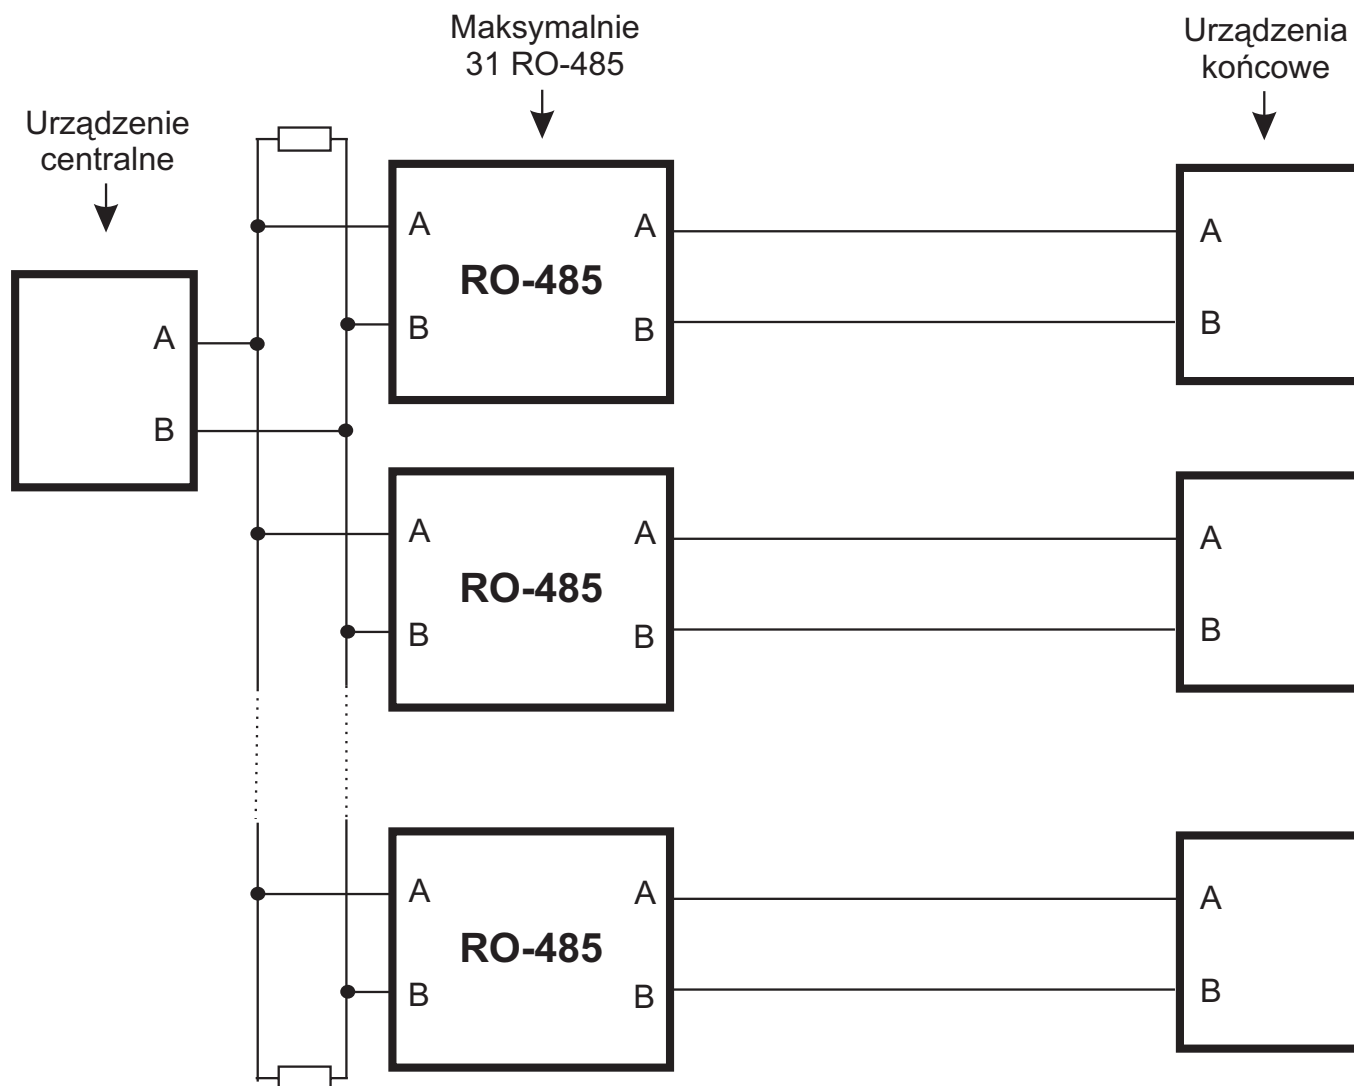 Maksymalnie
31 RO-485
Urządzenia
końcowe
Urządzenie
centralne
A
B
A
A
RO-485
B
B
A
B
A
A
RO-485
B
B
A
B
A
A
RO-485
B
B
A
B